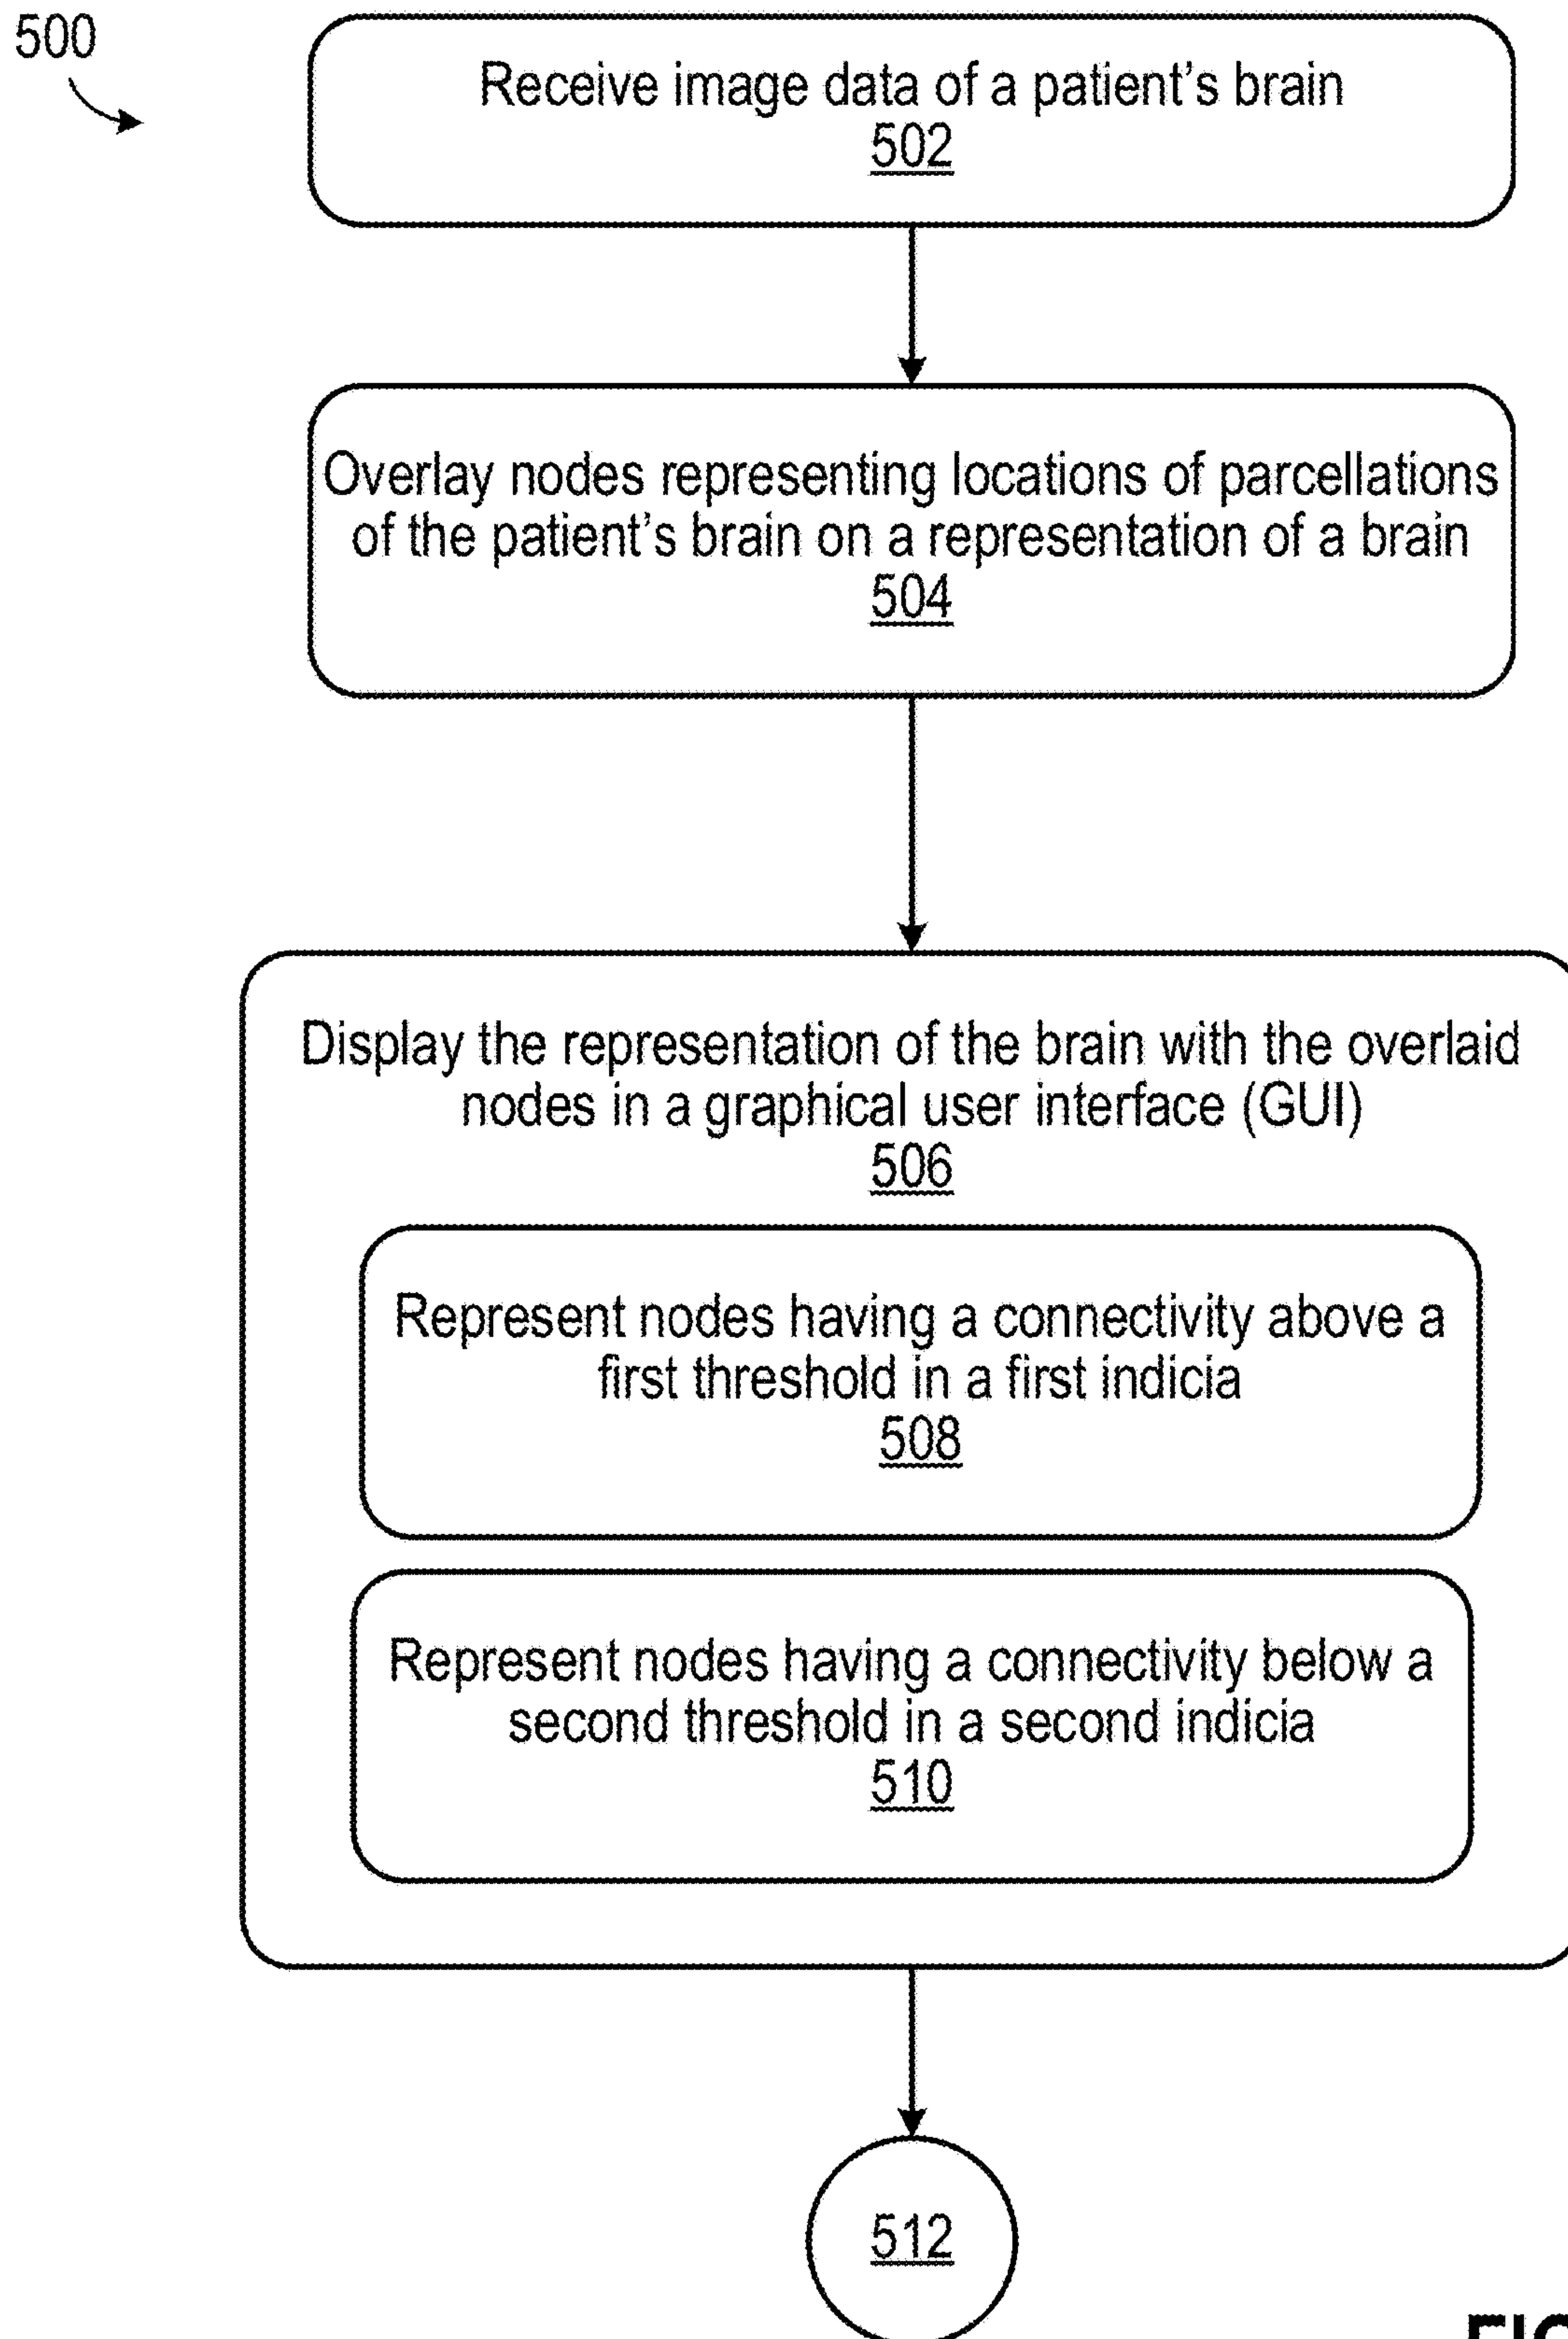 500
Receive image data of a patient's brain
502
Overlay nodes representing locations of parcellations
of the patient's brain on a representation of a brain
504
Display the representation of the brain with the overlaid
nodes in a graphical user interface (GUI)
506
Represent nodes having a connectivity above a
first threshold in a first indicia
508
Represent nodes having a connectivity below a
second threshold in a second indicia
510
512